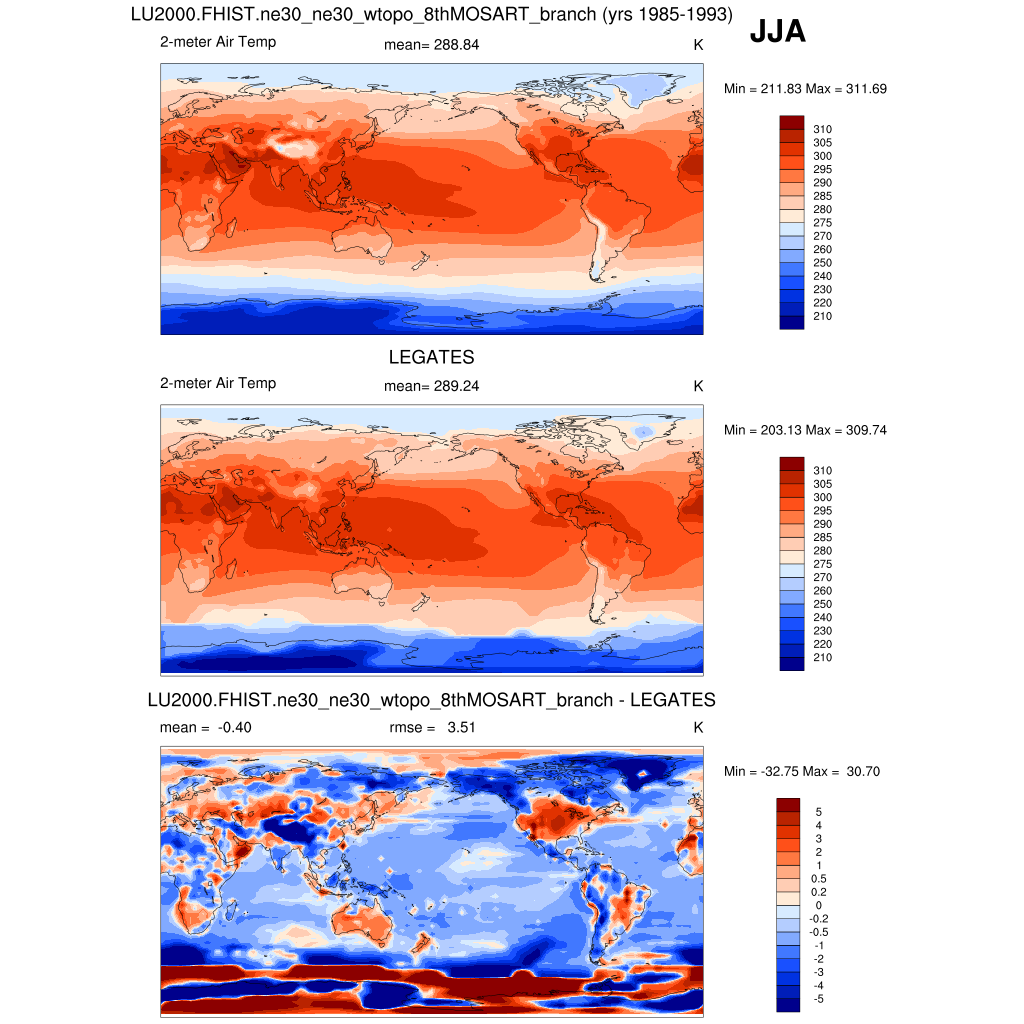 LU2000.FHIST.ne30_ne30_wtopo_8thMOSART_branch (yrs 1985-1993)
JJA
2-meter Air Temp
mean= 288.84
K
Min = 211.83 Max = 311.69
310
305
300
295
290
285
280
275
270
260
250
240
230
220
210
LEGATES
2-meter Air Temp
mean= 289.24
K
Min = 203.13 Max = 309.74
310
305
300
295
290
285
280
275
270
260
250
240
230
220
210
LU2000.FHIST.ne30_ne30_wtopo_8thMOSART_branch - LEGATES
mean = -0.40
rmse = 3.51
K
Min = -32.75 Max = 30.70
5
4
3
2
1
0.5
0.2
0
-0.2
-0.5
-1
-2
-3
-4
-5